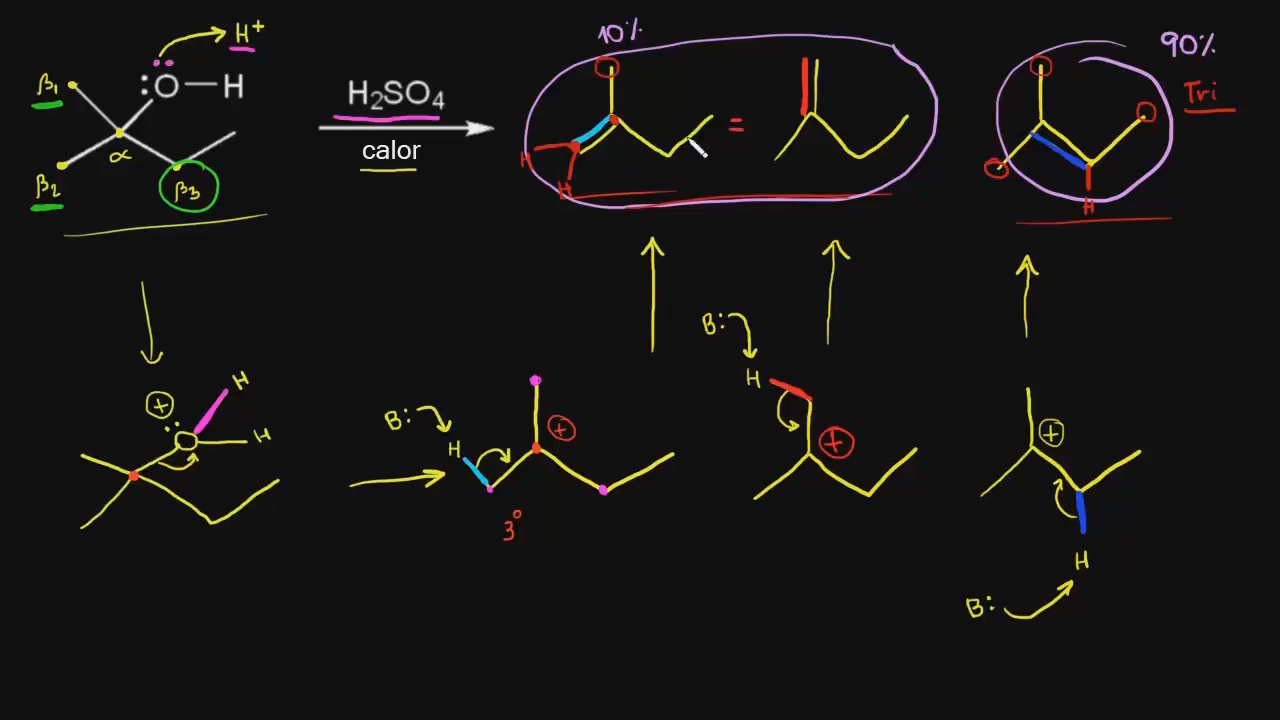 H+
:O—H
β1
α
β2
β3
H2SO4
calor
10%
H
H
=
90%
Tri
H
+
H
H
B:
H
+
3°
B:
H
+
+
H
B: